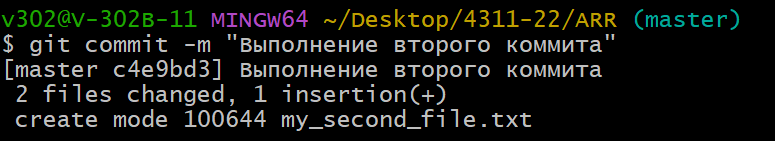 v302@V-302B-11 MINGW64 ~/Desktop/4311-22/ARR (master)
$ git commit -m "Выполнение второго коммита"
[master c4e9bd3] Выполнение второго коммита
 2 files changed, 1 insertion(+)
 create mode 100644 my_second_file.txt